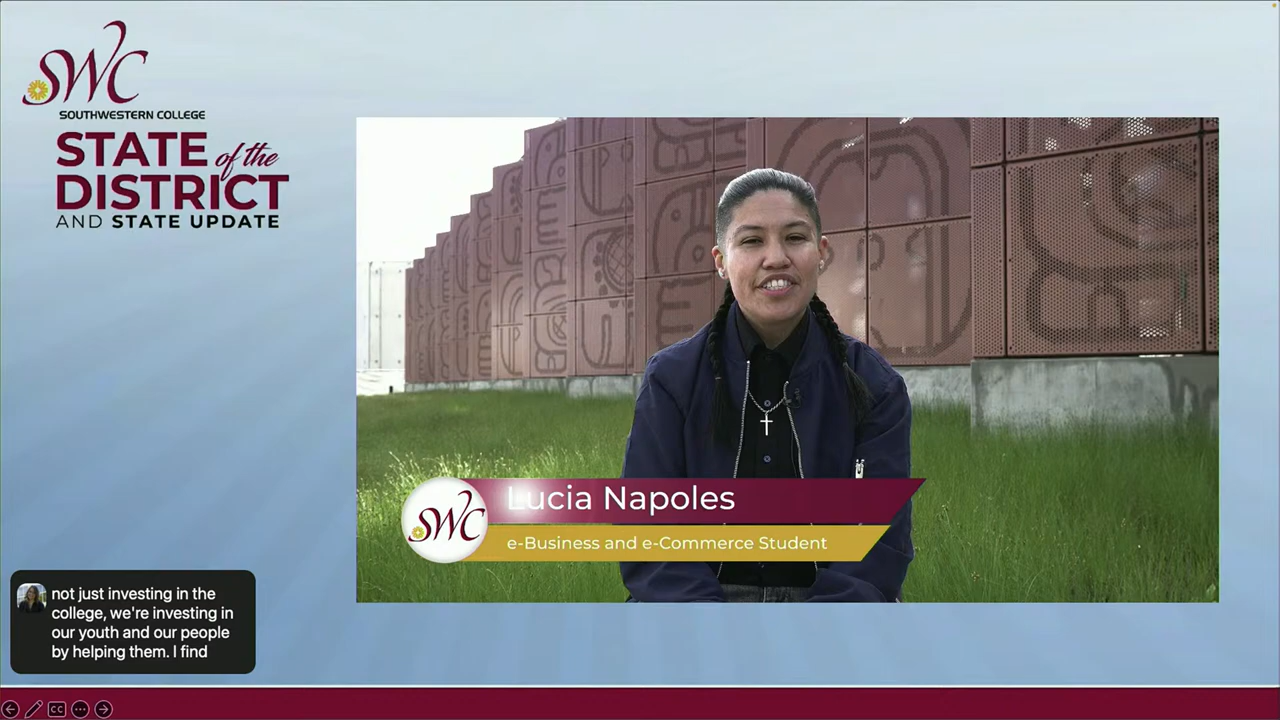 SWC
SOUTHWESTERN COLLEGE
STATE of the
DISTRICT
AND STATE UPDATE
Lucia Napoles
SWC
e-Business and e-Commerce Student
not just investing in the
college, we're investing in
our youth and our people
by helping them. I find
CC